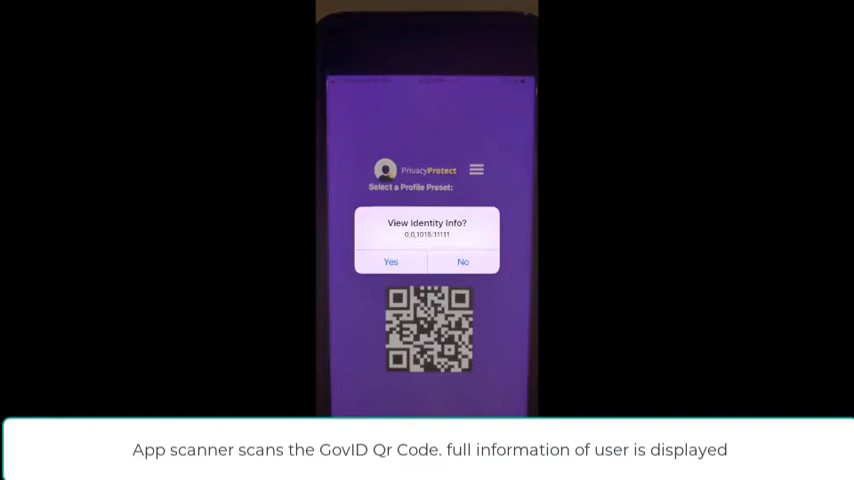 PrivacyProtect
Select a Profile Preset:
View Identity Info?
Yes
No
App scanner scans the GovID Qr Code. full information of user is displayed